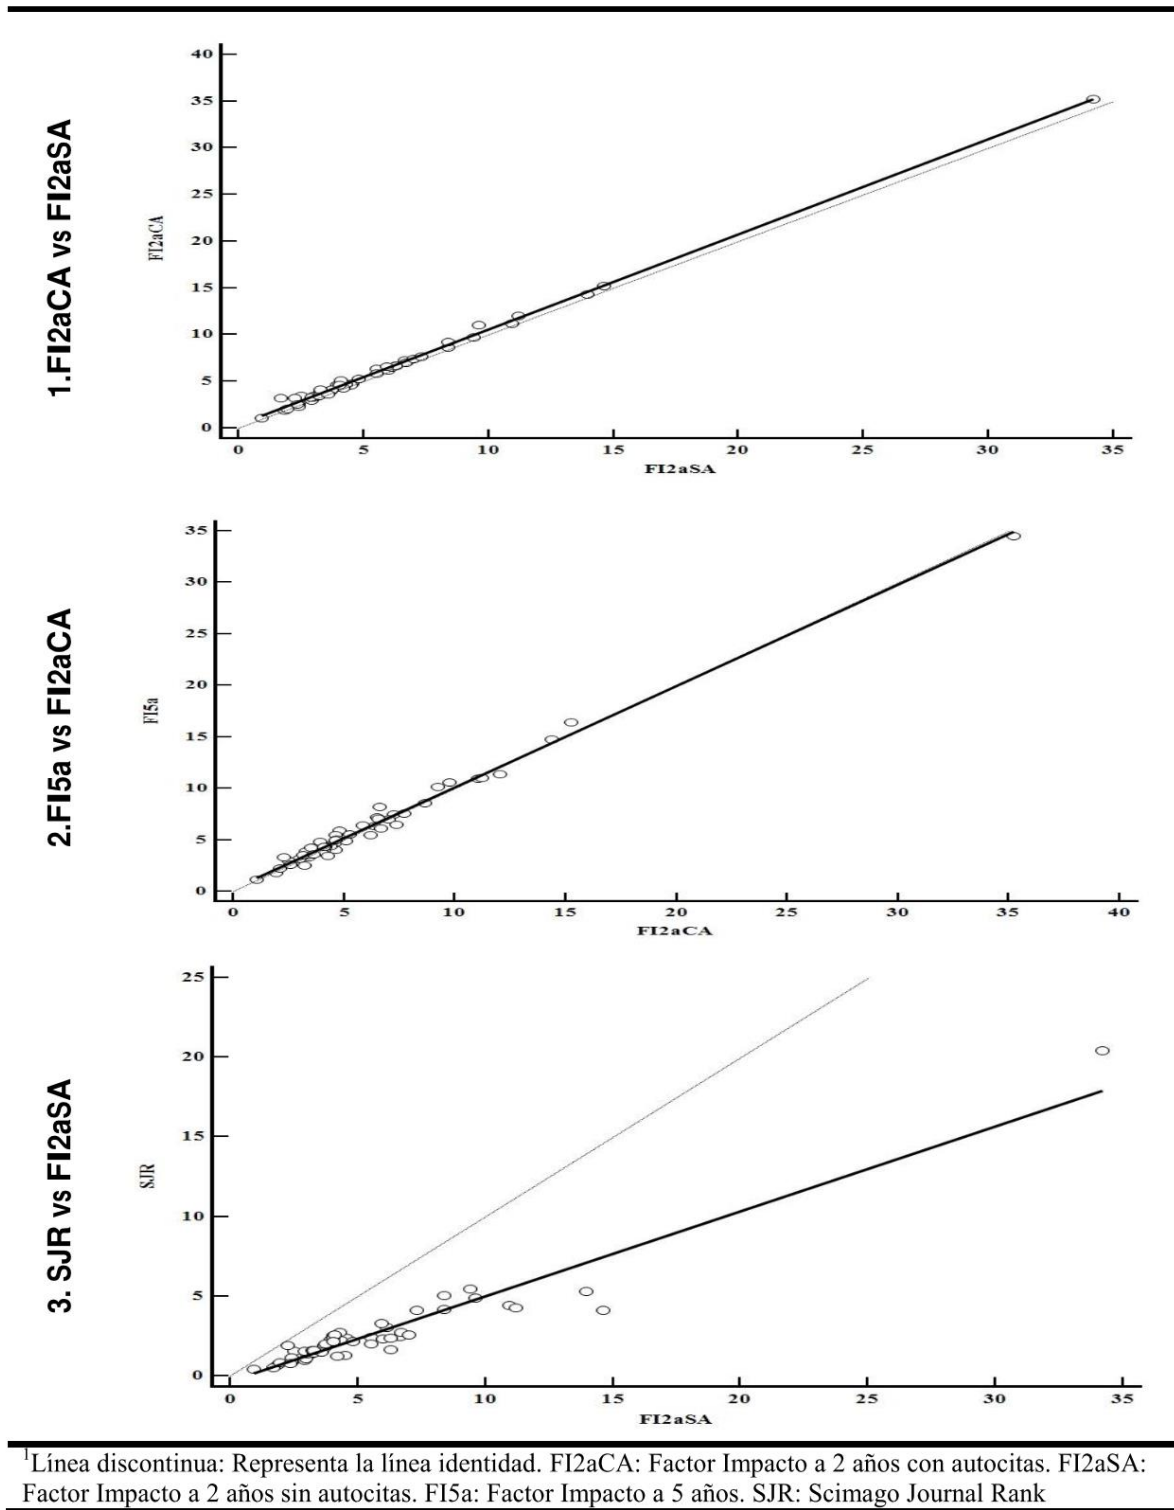 1.FI2aCA vs FI2aSA
FI2aCA
40
35
30
25
20
15
10
5
0
0 5 10 15 20 25 30 35
FI2aSA
2.FI5a vs FI2aCA
FI5a
35
30
25
20
15
10
5
0
0 5 10 15 20 25 30 35 40
FI2aCA
3. SJR vs FI2aSA
SJR
25
20
15
10
5
0
0 5 10 15 20 25 30 35
FI2aSA
1Línea discontinua: Representa la línea identidad. FI2aCA: Factor Impacto a 2 años con autocitas. FI2aSA:
Factor Impacto a 2 años sin autocitas. FI5a: Factor Impacto a 5 años. SJR: Scimago Journal Rank